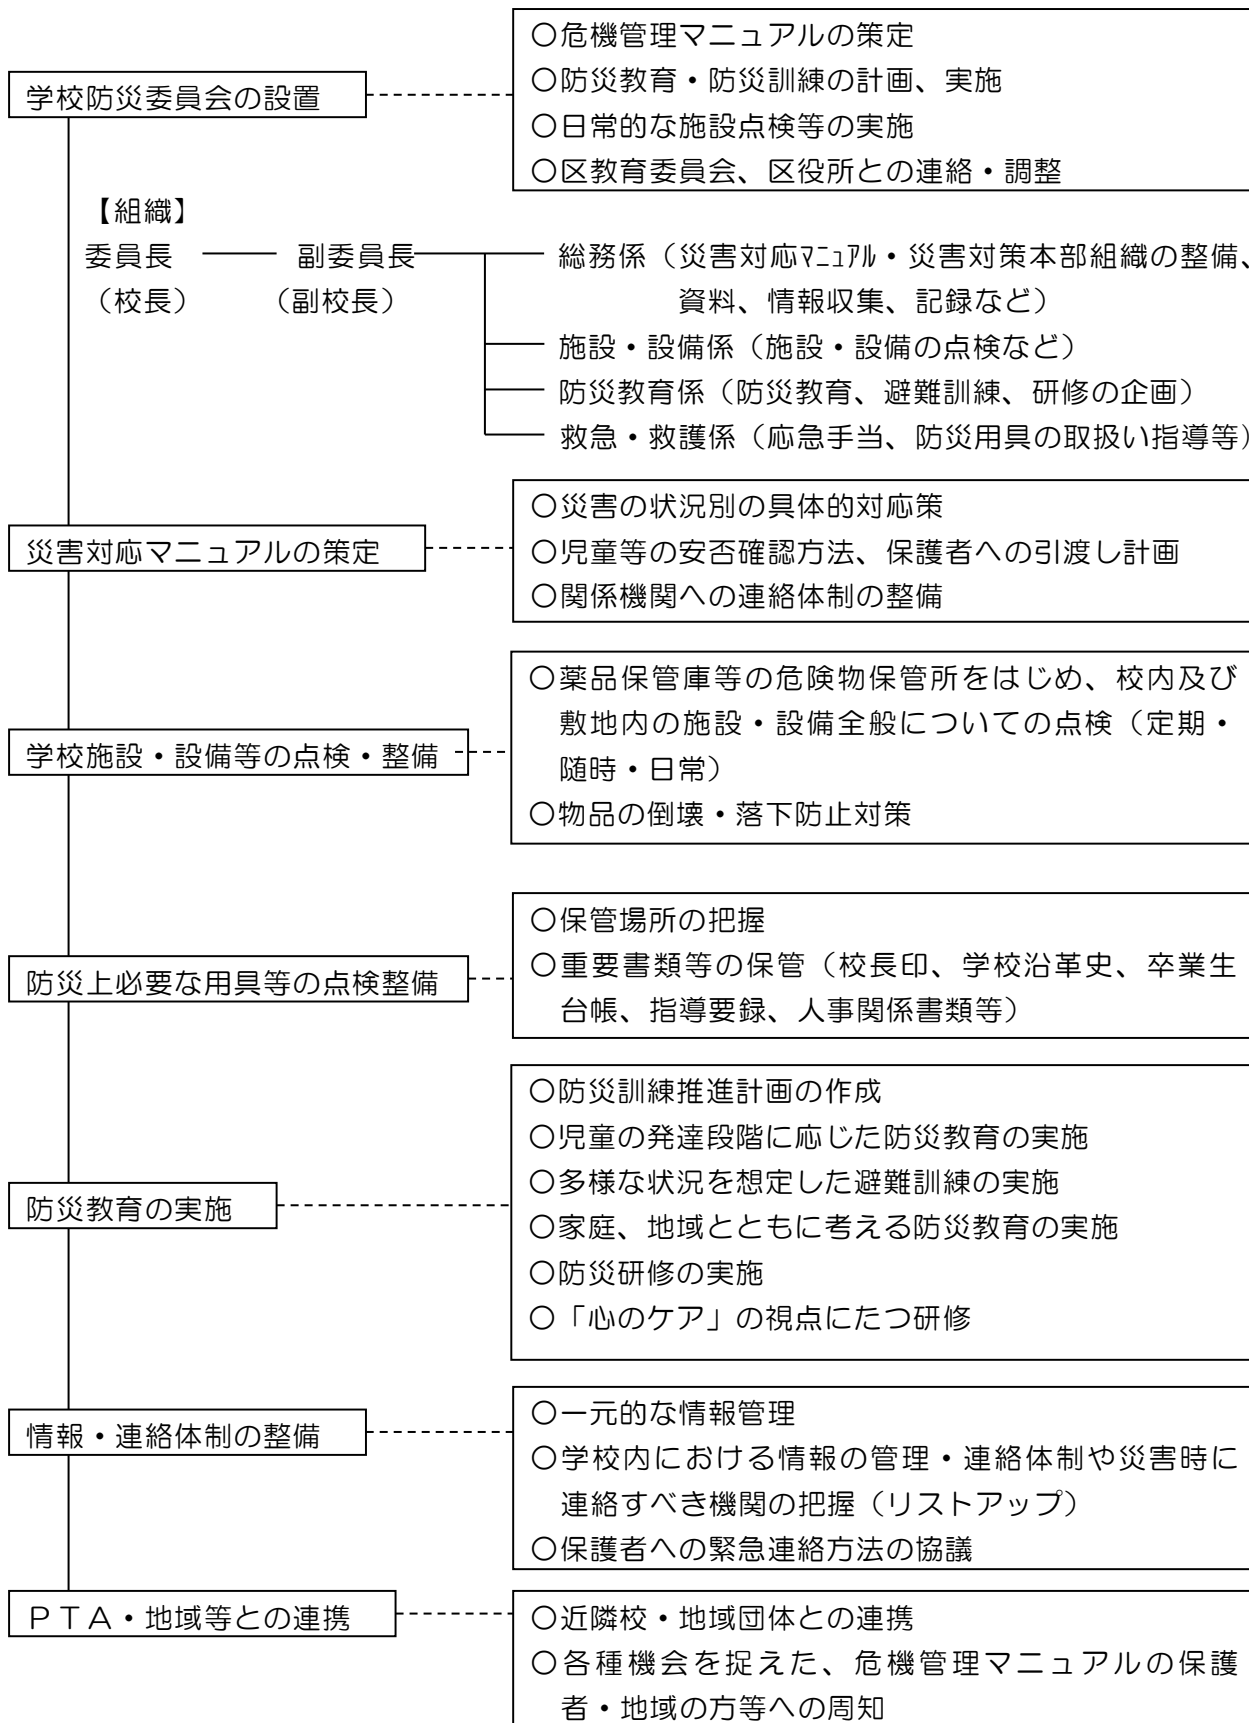 学校防災委員会の設置
○危機管理マニュアルの策定
○防災教育・防災訓練の計画、実施
○日常的な施設点検等の実施
○区教育委員会、区役所との連絡・調整
【組織】
委員長 副委員長 総務係（災害対応ﾏﾆｭｱﾙ・災害対策本部組織の整備、
（校長） （副校長） 資料、情報収集、記録など）
施設・設備係（施設・設備の点検など）
防災教育係（防災教育、避難訓練、研修の企画）
救急・救護係（応急手当、防災用具の取扱い指導等）
災害対応マニュアルの策定
○災害の状況別の具体的対応策
○児童等の安否確認方法、保護者への引渡し計画
○関係機関への連絡体制の整備
学校施設・設備等の点検・整備
○薬品保管庫等の危険物保管所をはじめ、校内及び
敷地内の施設・設備全般についての点検（定期・
随時・日常）
○物品の倒壊・落下防止対策
防災上必要な用具等の点検整備
○保管場所の把握
○重要書類等の保管（校長印、学校沿革史、卒業生
台帳、指導要録、人事関係書類等）
防災教育の実施
○防災訓練推進計画の作成
○児童の発達段階に応じた防災教育の実施
○多様な状況を想定した避難訓練の実施
○家庭、地域とともに考える防災教育の実施
○防災研修の実施
○「心のケア」の視点にたつ研修
情報・連絡体制の整備
○一元的な情報管理
○学校内における情報の管理・連絡体制や災害時に
連絡すべき機関の把握（リストアップ）
○保護者への緊急連絡方法の協議
ＰＴＡ・地域等との連携
○近隣校・地域団体との連携
○各種機会を捉えた、危機管理マニュアルの保護
者・地域の方等への周知